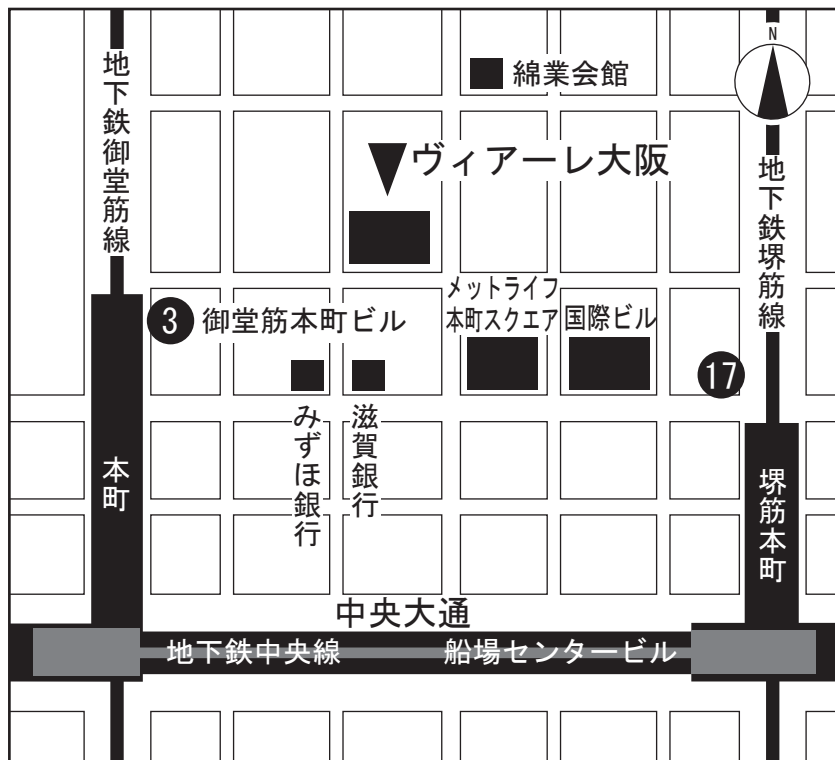 N
綿業会館
地下鉄御堂筋線
ヴィアーレ大阪
地下鉄堺筋線
メットライフ
本町スクエア
国際ビル
3
御堂筋本町ビル
17
みずほ銀行
滋賀銀行
本町
堺筋本町
中央大通
地下鉄中央線
船場センタービル